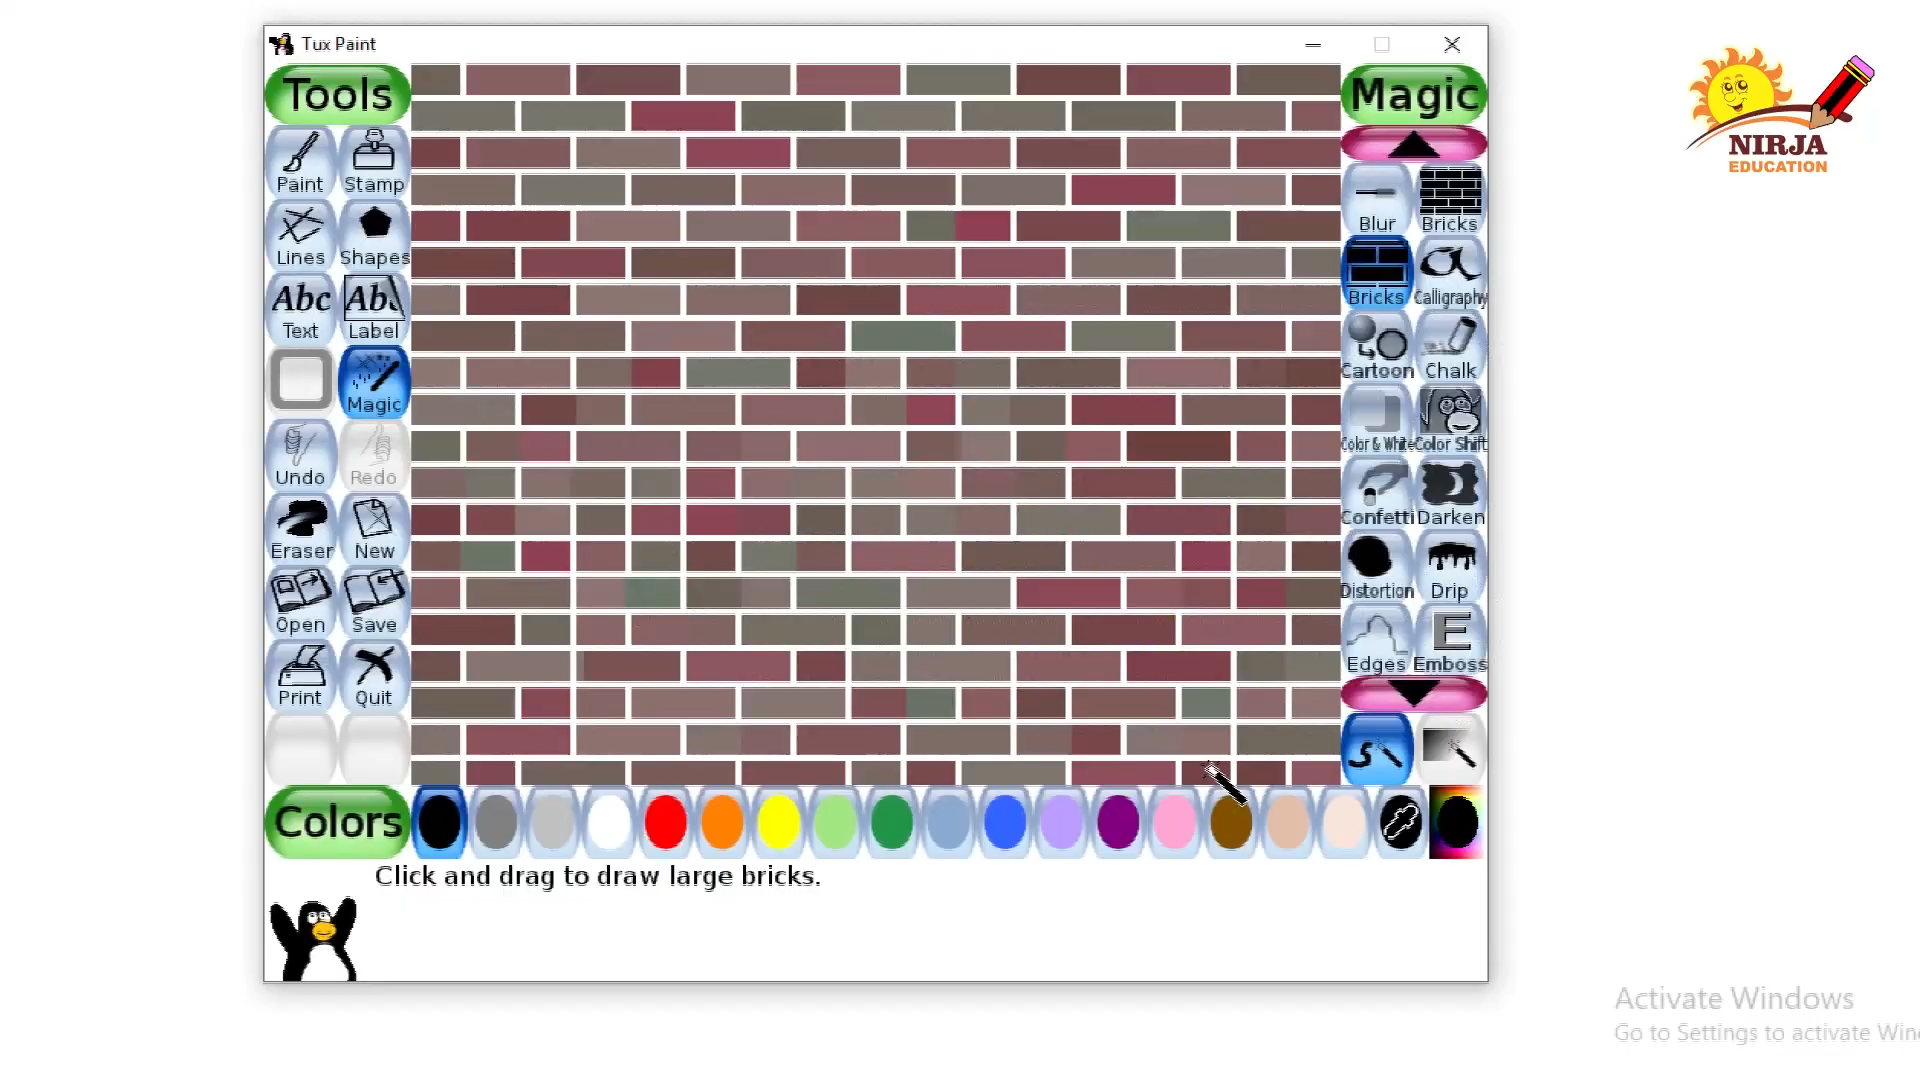 Tux Paint
Tools
Magic
NIRJA
EDUCATION
Paint
Stamp
Blur
Bricks
Lines
Shapes
Bricks
Calligraphy
Abc
Text
Label
Cartoon
Chalk
Magic
Color & White
Color Shift
Undo
Redo
Confetti
Darken
Eraser
New
Distortion
Drip
Open
Save
Edges
E
Emboss
Print
Quit
Colors
Click and drag to draw large bricks.
Activate Windows
Go to Settings to activate Win